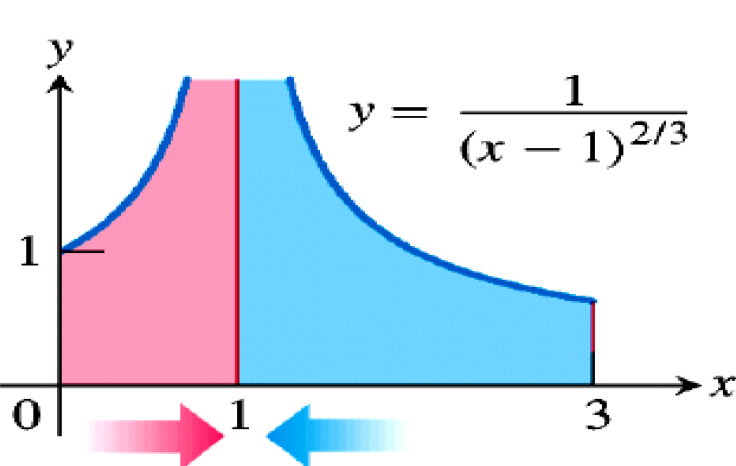 y
y = 1/(x − 1)^{2/3}
1
0 1 3 x